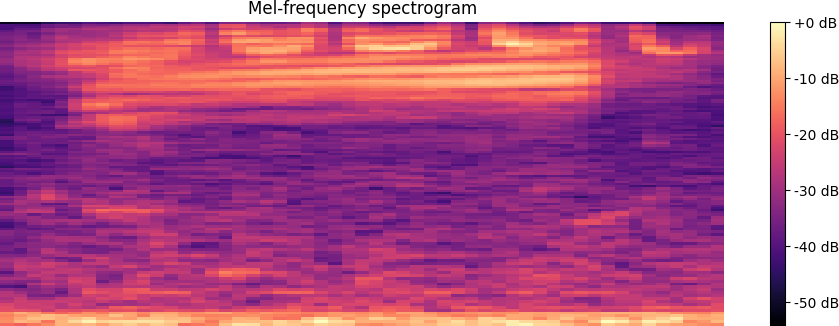 Mel-frequency spectrogram
+0 dB
-10 dB
-20 dB
-30 dB
-40 dB
-50 dB